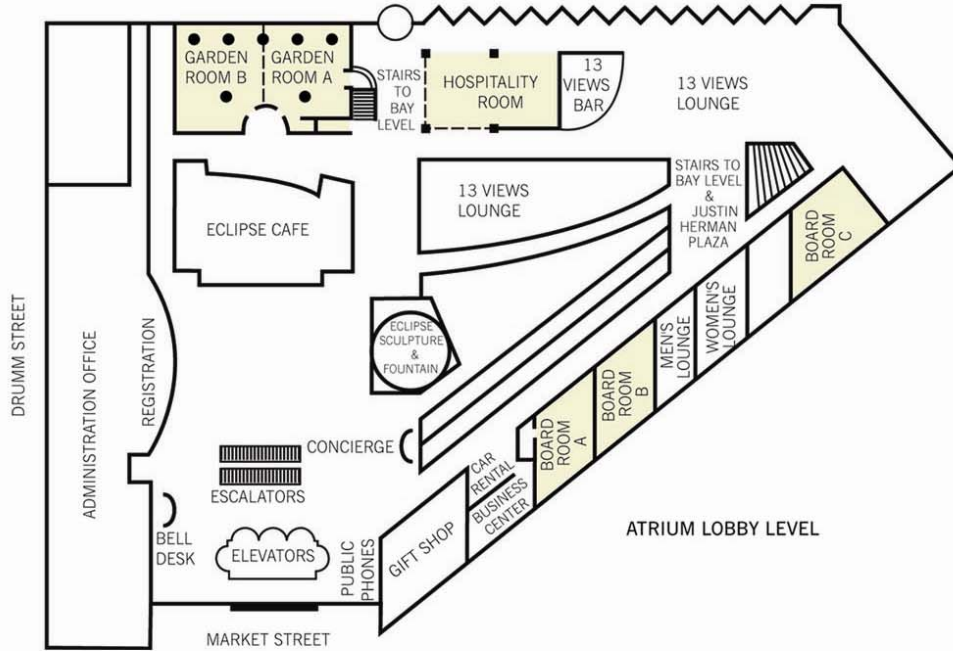 GARDEN
ROOM B
GARDEN
ROOM A
STAIRS
TO BAY
LEVEL
HOSPITALITY
ROOM
13
VIEWS
BAR
13 VIEWS
LOUNGE
13 VIEWS
LOUNGE
STAIRS TO
BAY LEVEL
&
JUSTIN
HERMAN
PLAZA
BOARD
ROOM
C
ECLIPSE CAFE
WOMEN'S
LOUNGE
MEN'S
LOUNGE
ECLIPSE
SCULPTURE
&
FOUNTAIN
DRUMM STREET
ADMINISTRATION OFFICE
REGISTRATION
BOARD
ROOM
B
BOARD
ROOM
A
CONCIERGE
CAR
RENTAL
BUSINESS
CENTER
ESCALATORS
GIFT SHOP
ATRIUM LOBBY LEVEL
BELL
DESK
ELEVATORS
PUBLIC
PHONES
MARKET STREET